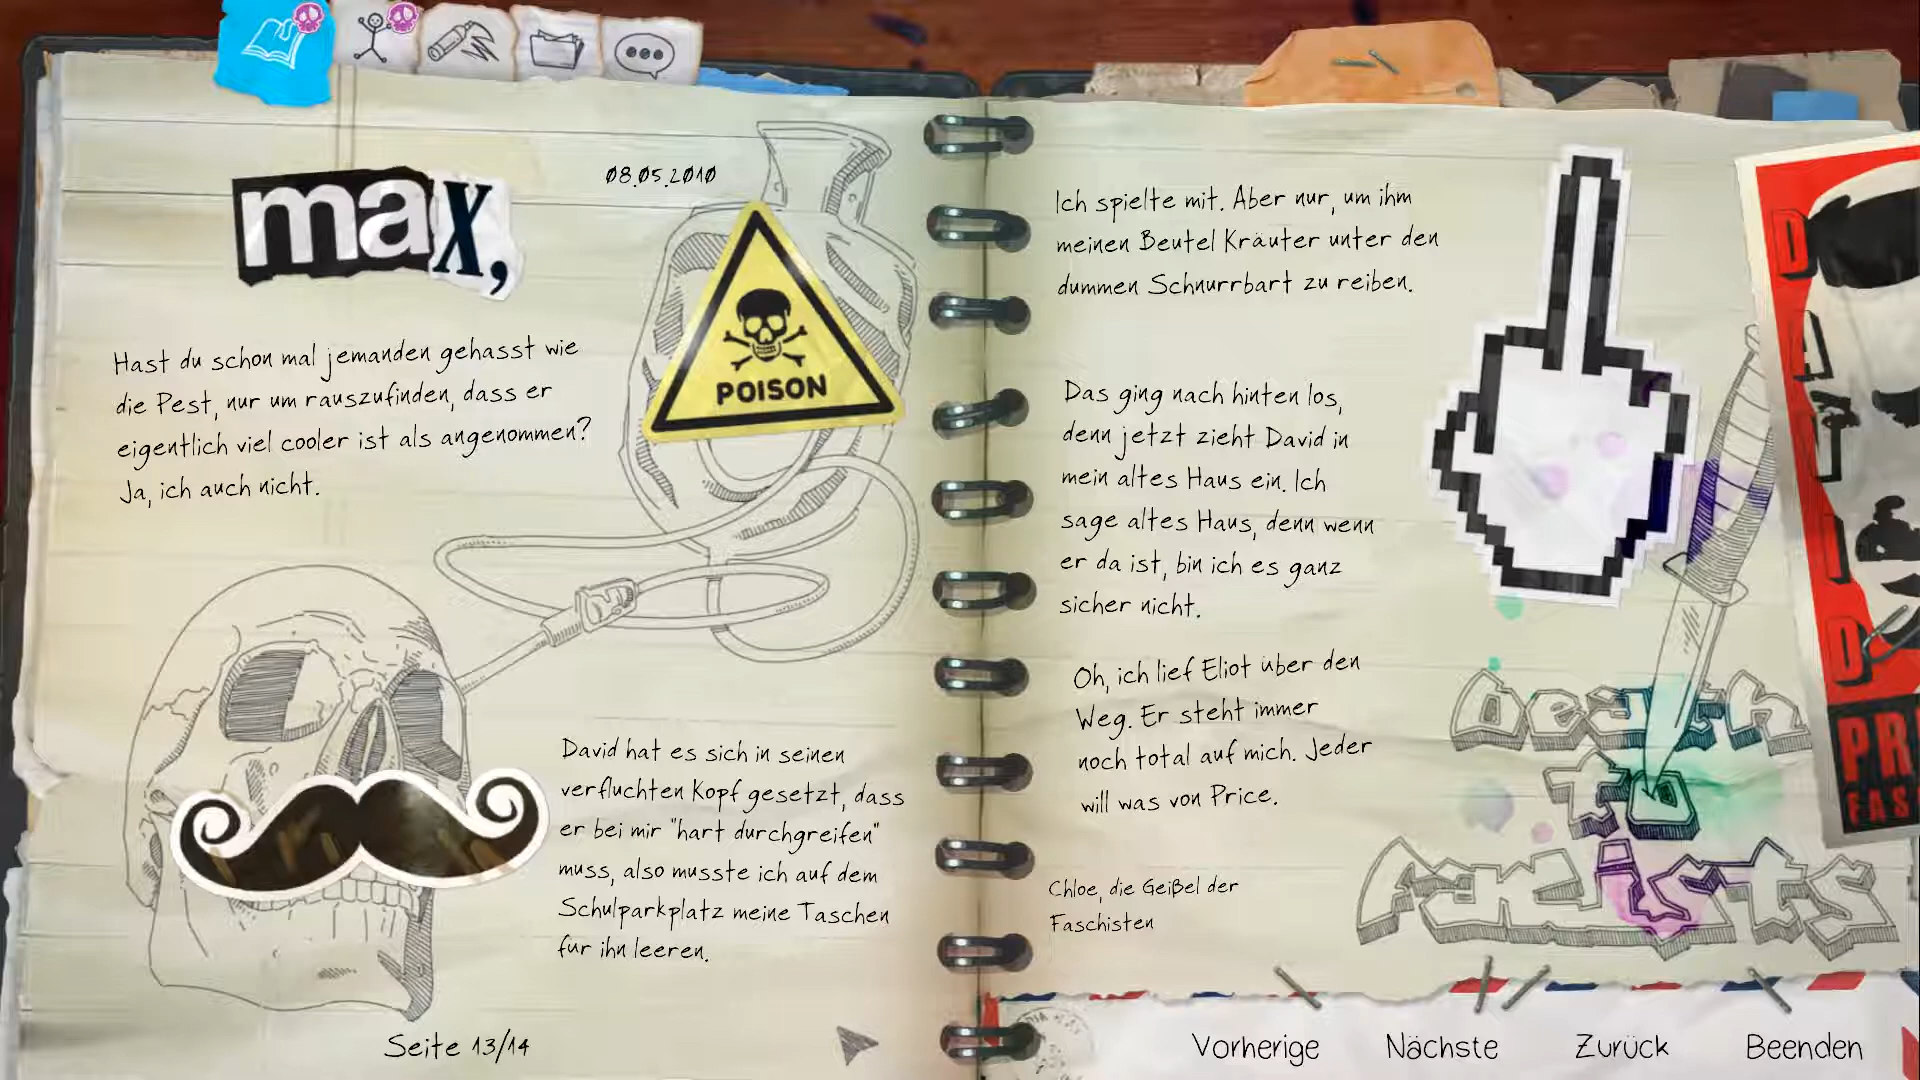 max,
08.05.2010
POISON
Hast du schon mal jemanden gehasst wie
die Pest, nur um rauszufinden, dass er
eigentlich viel cooler ist als angenommen?
Ja, ich auch nicht.
David hat es sich in seinen
verfluchten Kopf gesetzt, dass
er bei mir "hart durchgreifen"
muss, also musste ich auf dem
Schulparkplatz meine Taschen
für ihn leeren.
Seite 13/14
Ich spielte mit. Aber nur, um ihm
meinen Beutel Kräuter unter den
dummen Schnurrbart zu reiben.
Das ging nach hinten los,
denn jetzt zieht David in
mein altes Haus ein. Ich
sage altes Haus, denn wenn
er da ist, bin ich es ganz
sicher nicht.
Oh, ich lief Eliot über den
Weg. Er steht immer
noch total auf mich. Jeder
will was von Price.
Chloe, die Geißel der
Faschisten
Death
to
DAVID
PR
FAS
Vorherige
Nächste
Zurück
Beenden